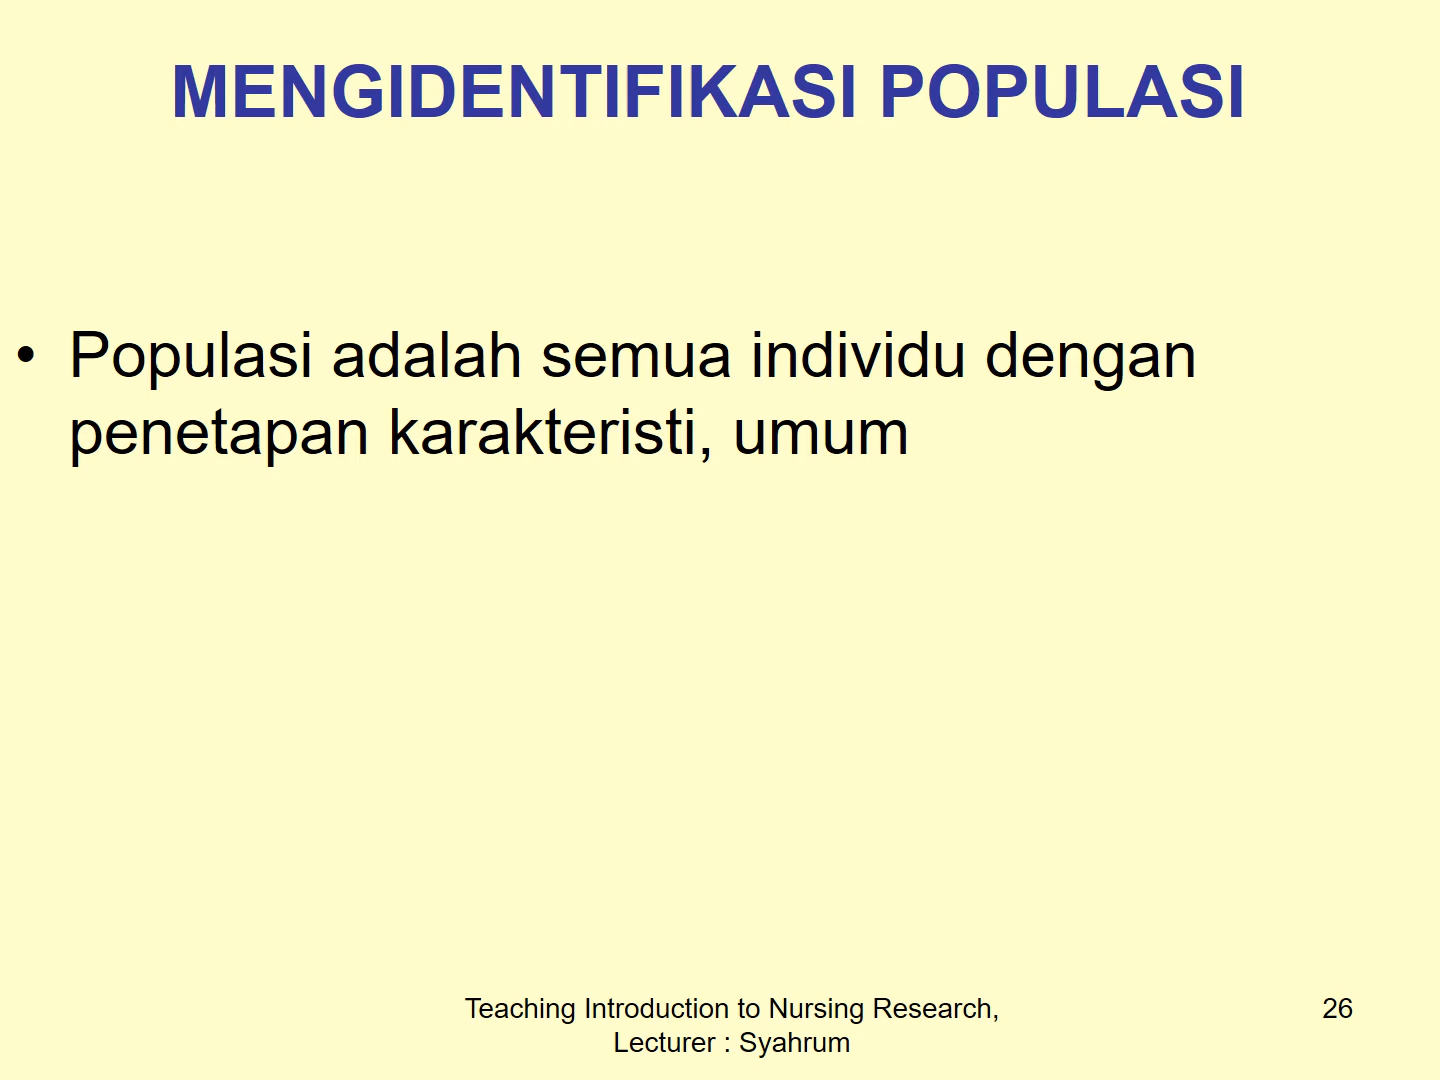 MENGIDENTIFIKASI POPULASI
• Populasi adalah semua individu dengan
penetapan karakteristi, umum
Teaching Introduction to Nursing Research,
Lecturer : Syahrum
26